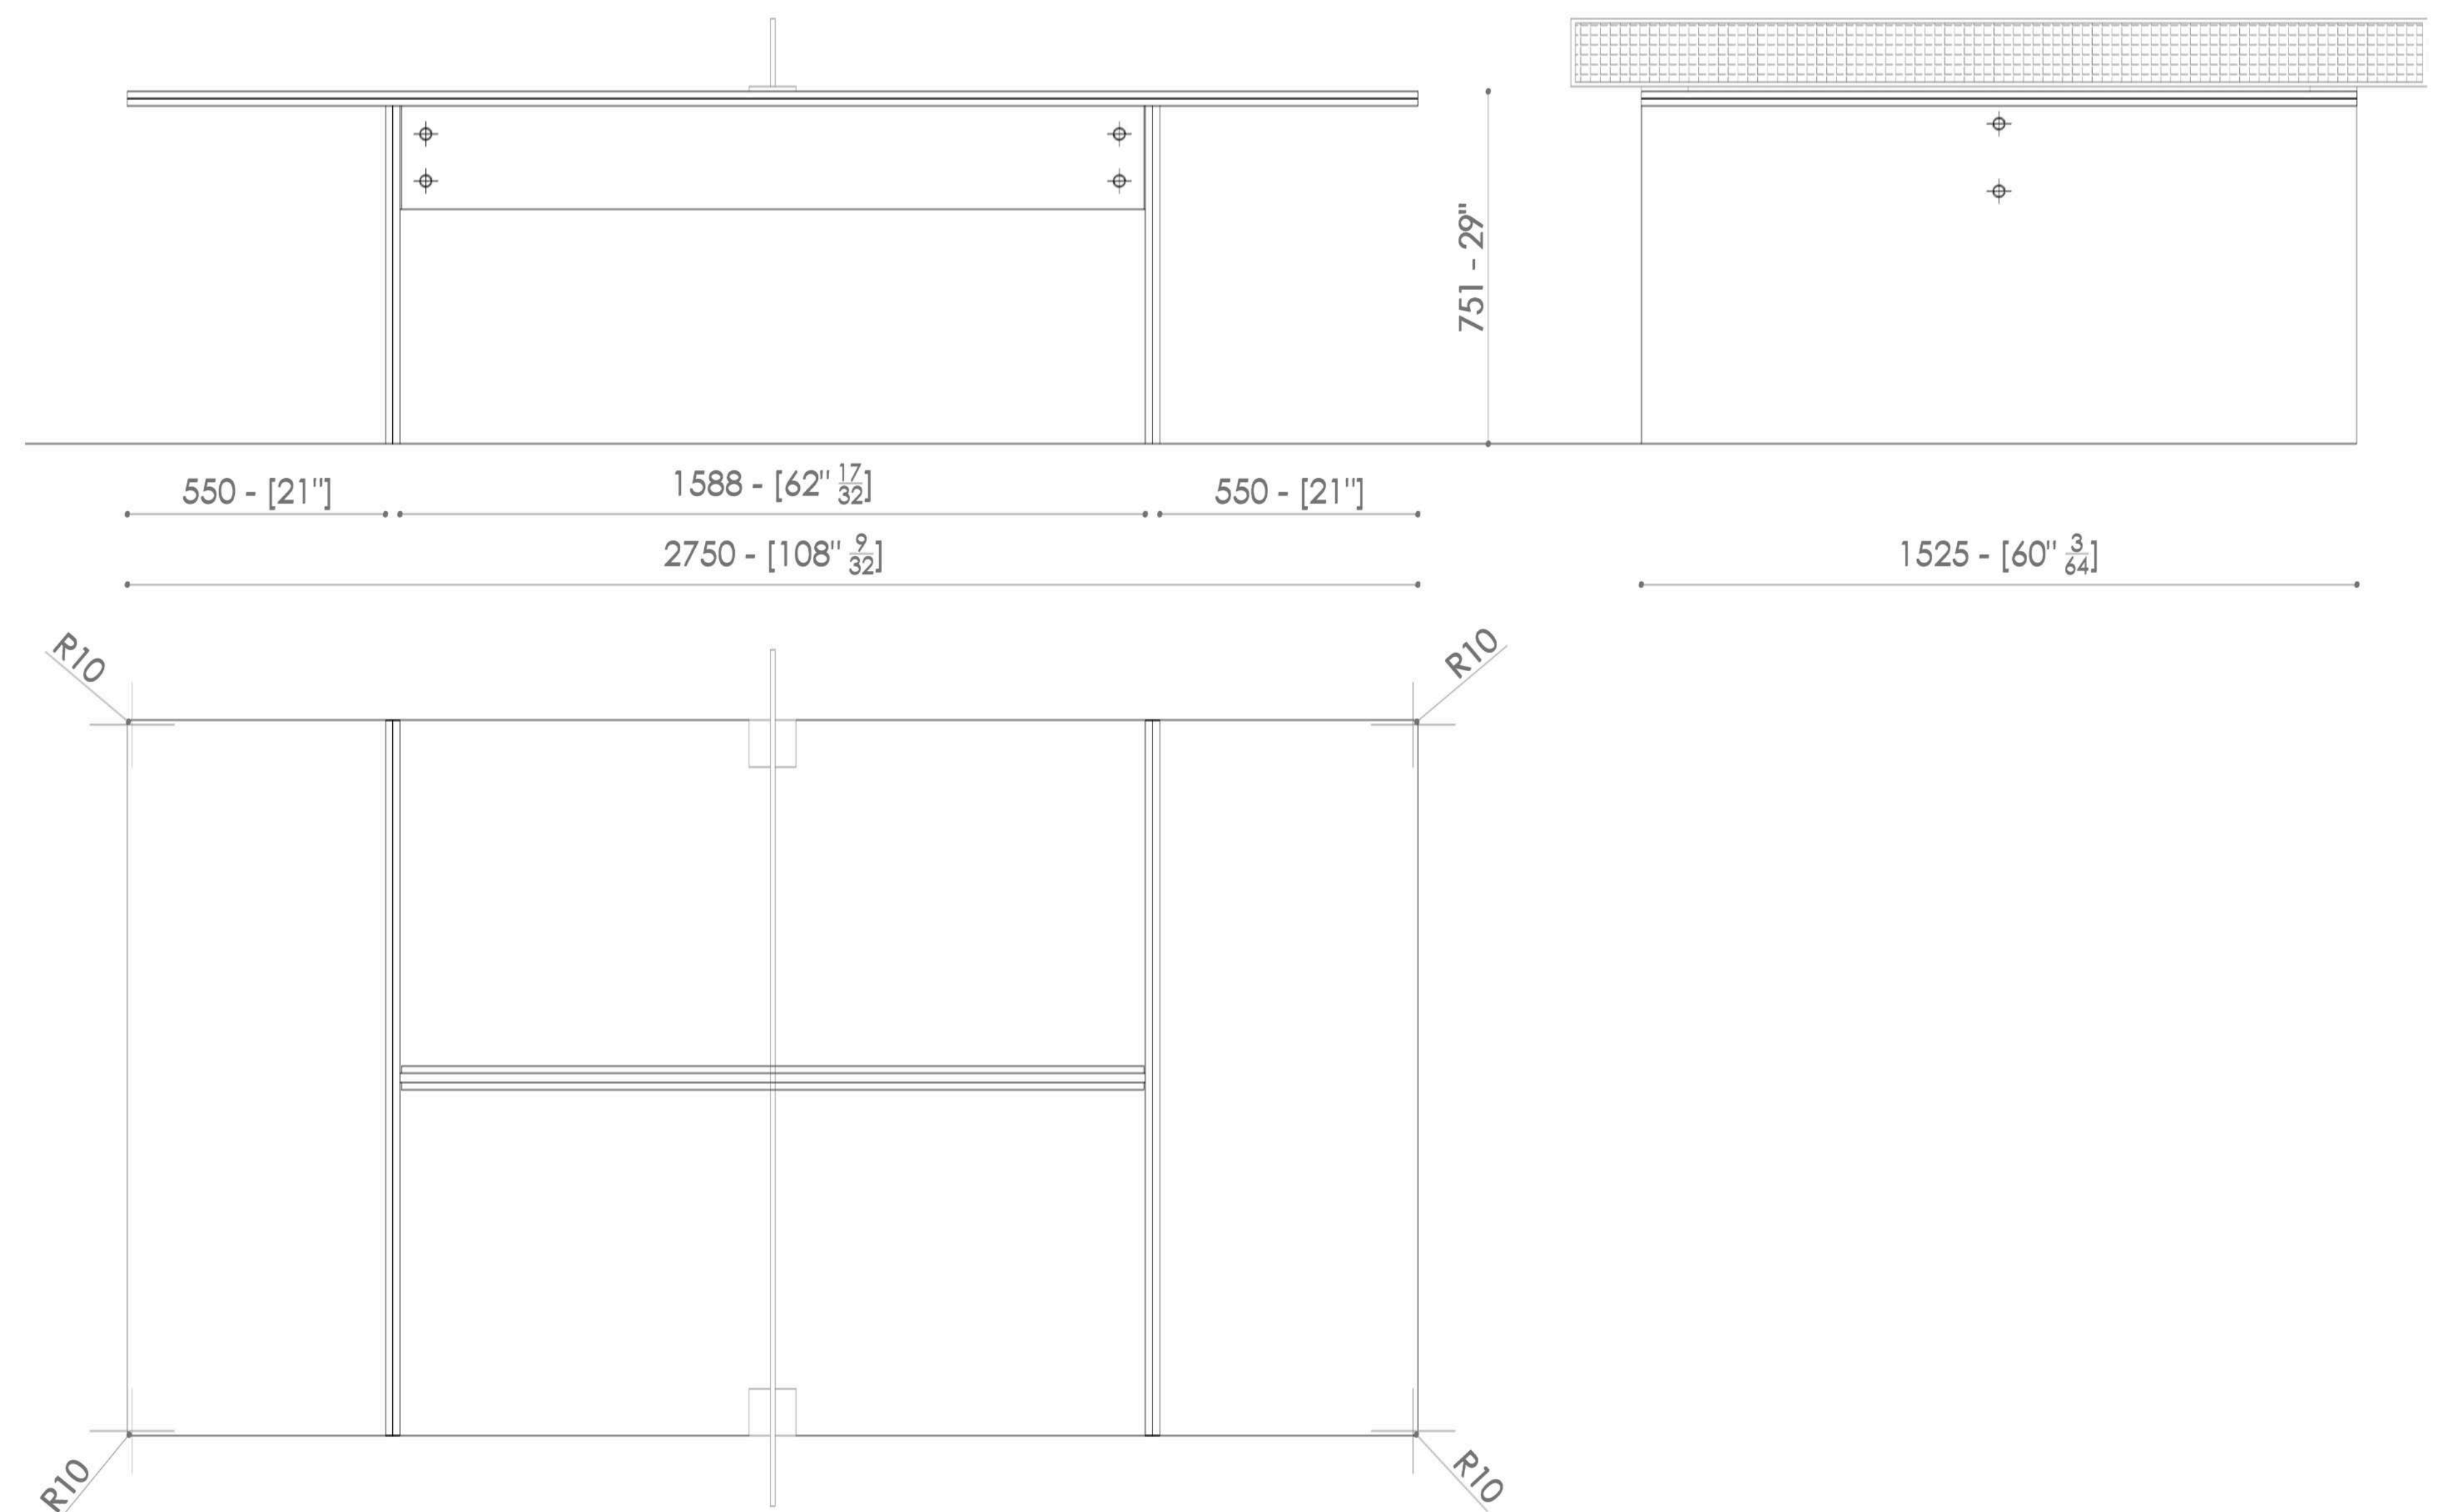 751 - 29"
550 - [21"]
1588 - [62" 17/32]
550 - [21"]
2750 - [108" 9/32]
1525 - [60" 3/64]
R10
R10
R10
R10